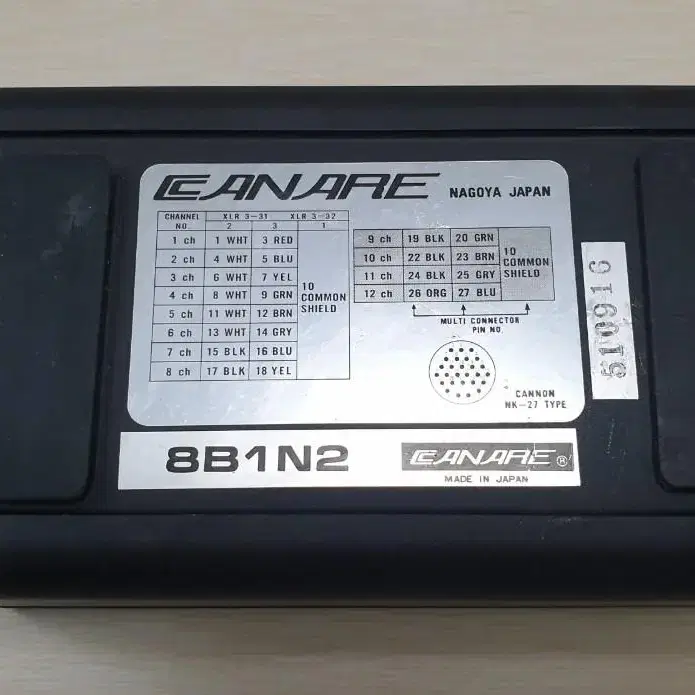 CANARE NAGOYA JAPAN
CHANNEL NO. XLR 3-31 XLR 3-32
2 3 1
1 ch 1 WHT 3 RED
2 ch 4 WHT 5 BLU
3 ch 6 WHT 7 YEL
4 ch 8 WHT 9 GRN
5 ch 11 WHT 12 BRN
6 ch 13 WHT 14 GRY
7 ch 15 BLK 16 BLU
8 ch 17 BLK 18 YEL
10
COMMON
SHIELD
9 ch 19 BLK 20 GRN
10 ch 22 BLK 23 BRN
11 ch 24 BLK 25 GRY
12 ch 26 ORG 27 BLU
10
COMMON
SHIELD
MULTI CONNECTOR
PIN NO.
CANNON
NK-27 TYPE
510916
8B1N2 CANARE ®
MADE IN JAPAN